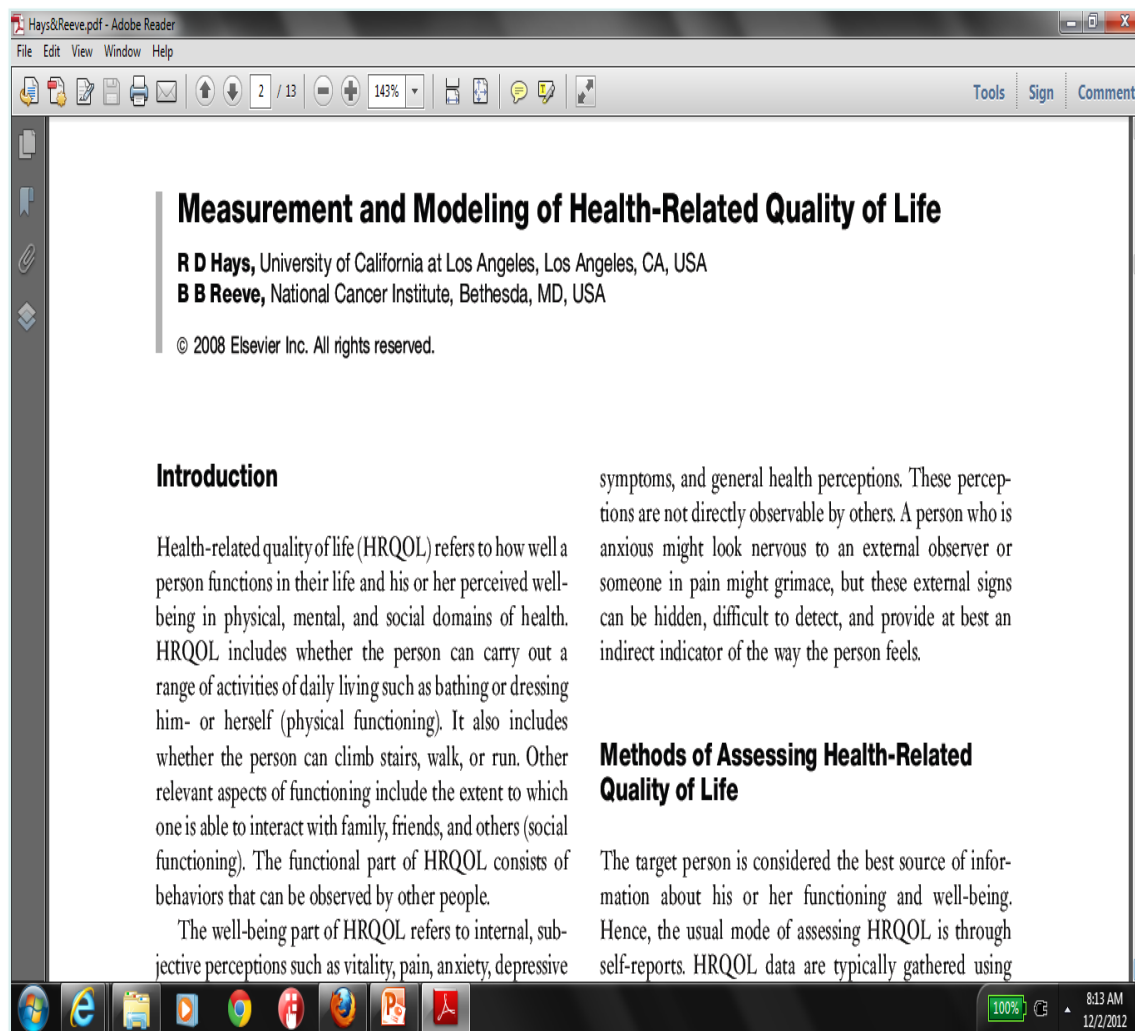 Hays&Reeve.pdf - Adobe Reader
File Edit View Window Help
2 / 13 143% Tools Sign Comment
Measurement and Modeling of Health-Related Quality of Life
R D Hays, University of California at Los Angeles, Los Angeles, CA, USA
B B Reeve, National Cancer Institute, Bethesda, MD, USA
© 2008 Elsevier Inc. All rights reserved.
Introduction
Health-related quality of life (HRQOL) refers to how well a
person functions in their life and his or her perceived well-
being in physical, mental, and social domains of health.
HRQOL includes whether the person can carry out a
range of activities of daily living such as bathing or dressing
him- or herself (physical functioning). It also includes
whether the person can climb stairs, walk, or run. Other
relevant aspects of functioning include the extent to which
one is able to interact with family, friends, and others (social
functioning). The functional part of HRQOL consists of
behaviors that can be observed by other people.
The well-being part of HRQOL refers to internal, sub-
jective perceptions such as vitality, pain, anxiety, depressive
symptoms, and general health perceptions. These percep-
tions are not directly observable by others. A person who is
anxious might look nervous to an external observer or
someone in pain might grimace, but these external signs
can be hidden, difficult to detect, and provide at best an
indirect indicator of the way the person feels.
Methods of Assessing Health-Related
Quality of Life
The target person is considered the best source of infor-
mation about his or her functioning and well-being.
Hence, the usual mode of assessing HRQOL is through
self-reports. HRQOL data are typically gathered using
100% 8:13 AM
12/2/2012